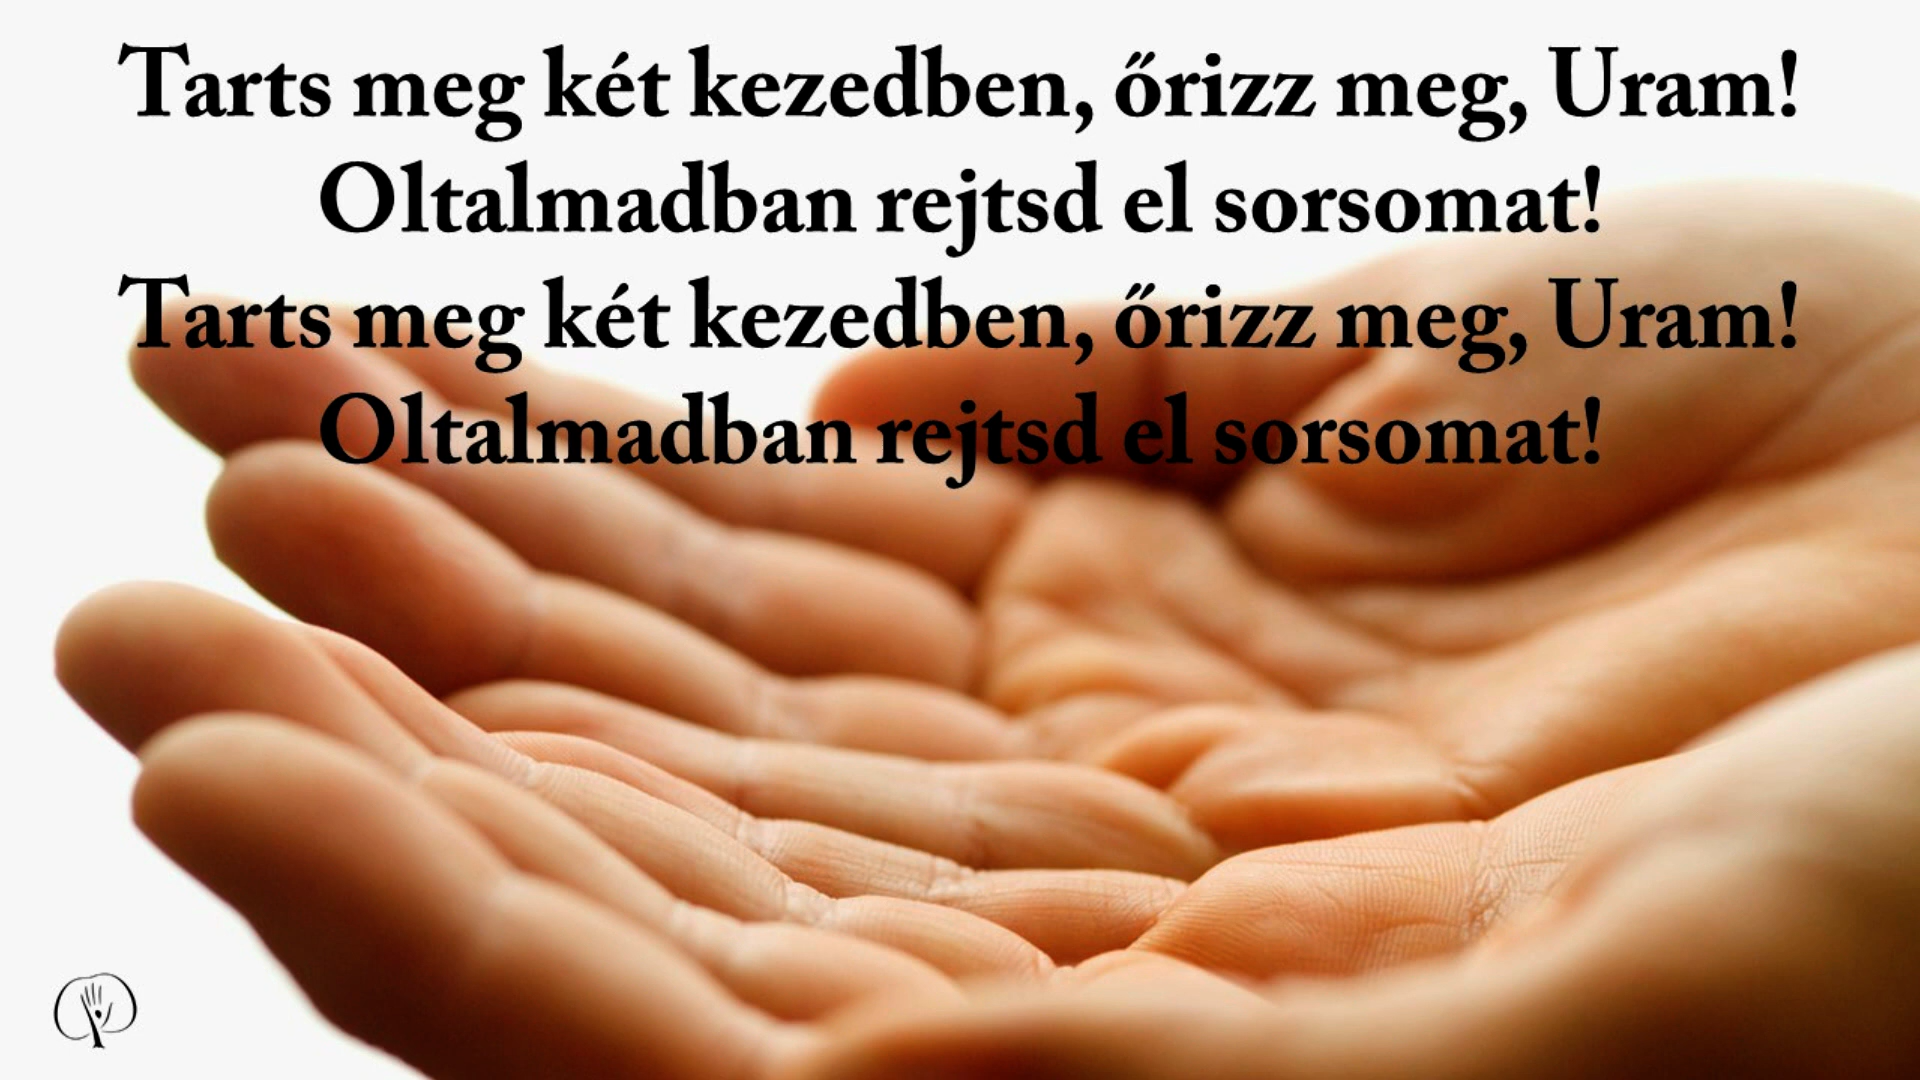 Tarts meg két kezedben, őrizz meg, Uram!
Oltalmadban rejtsd el sorsomat!
Tarts meg két kezedben, őrizz meg, Uram!
Oltalmadban rejtsd el sorsomat!